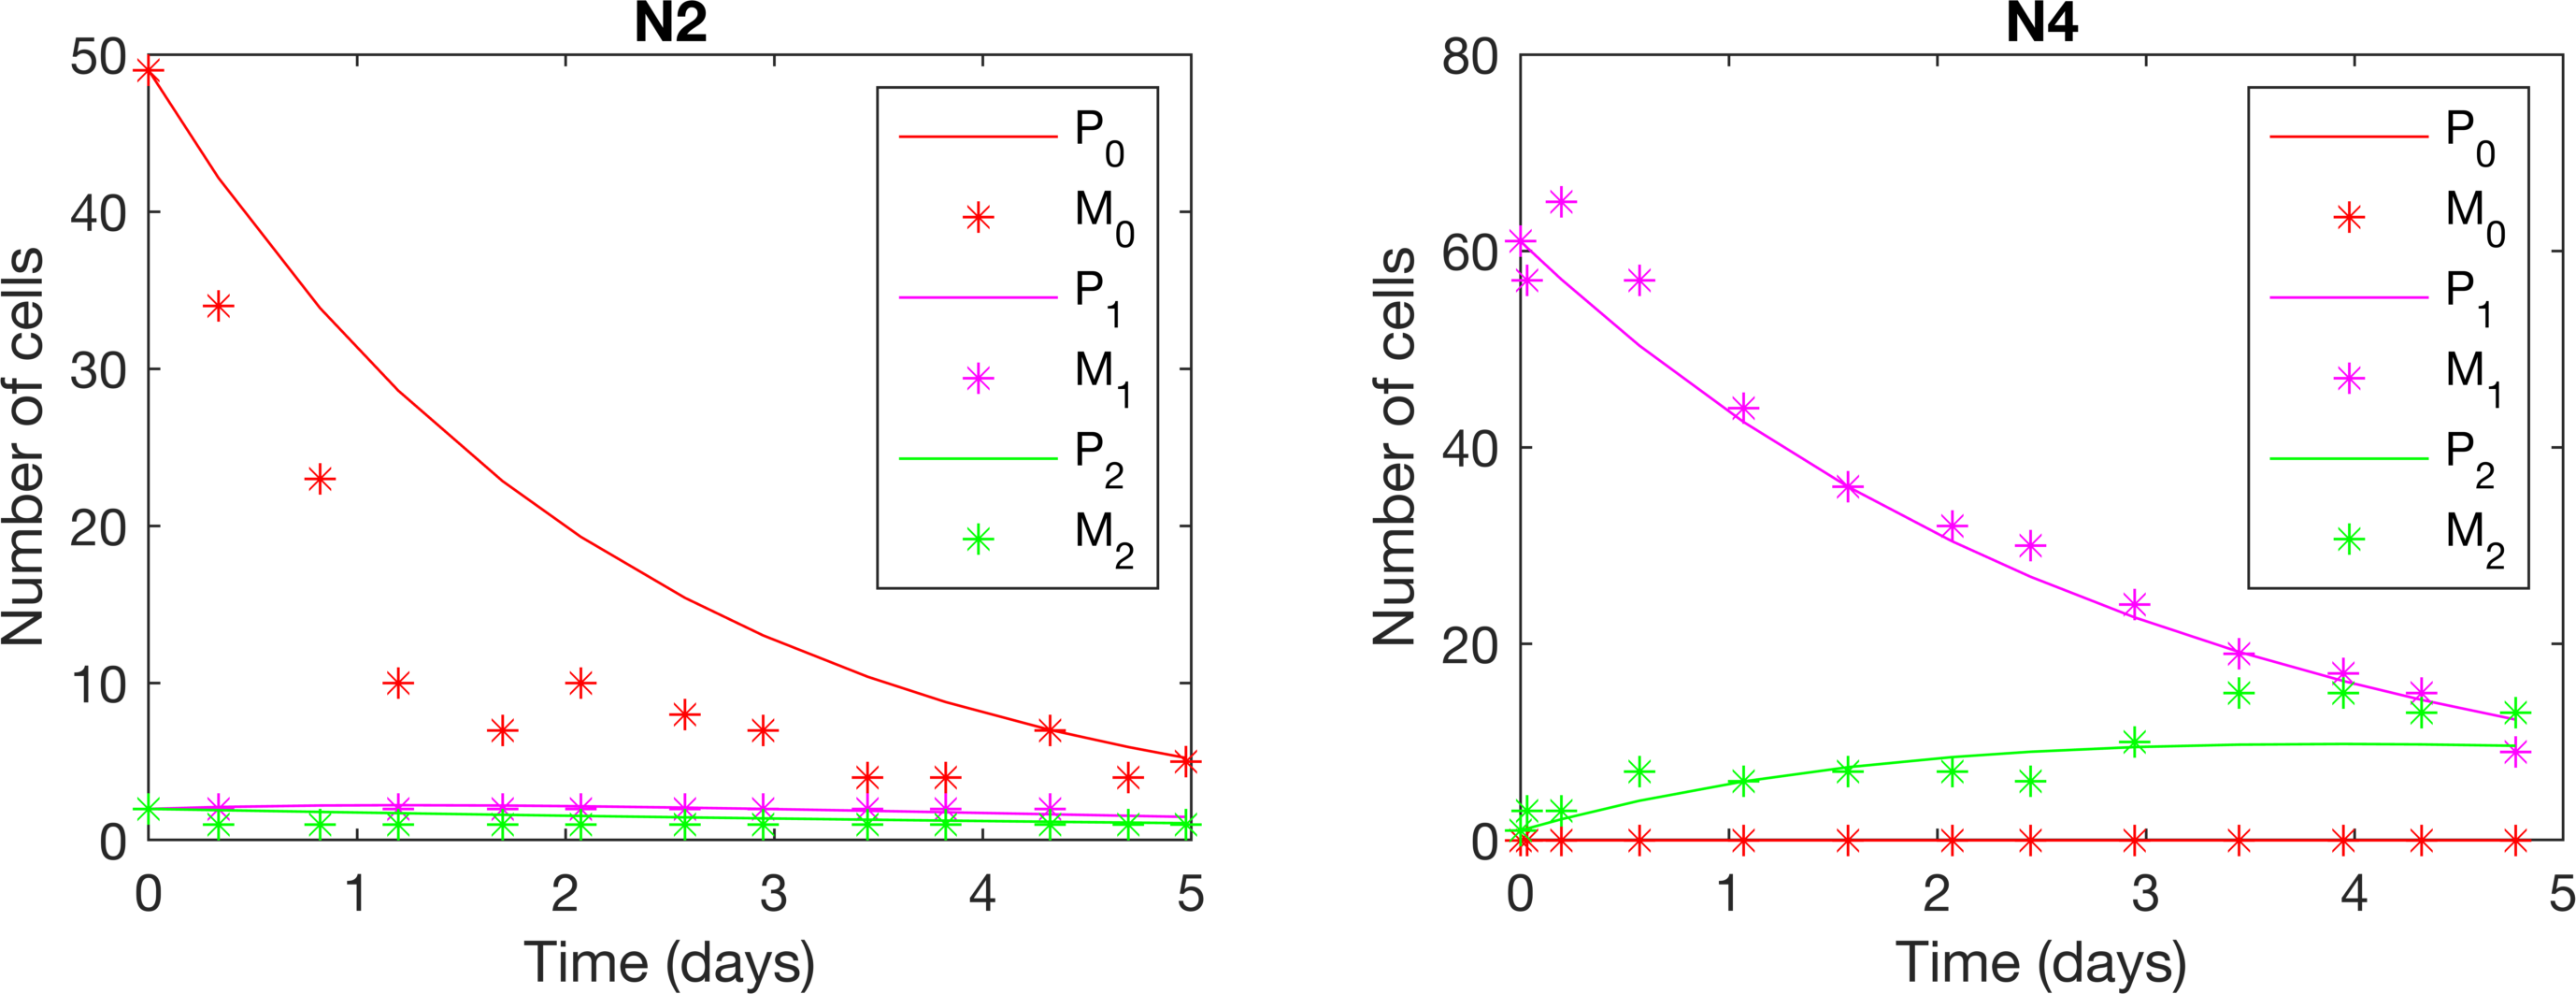 N2
Number of cells
50
40
30
20
10
0
0 1 2 3 4 5
Time (days)
P0
M0
P1
M1
P2
M2
N4
Number of cells
80
60
40
20
0
0 1 2 3 4 5
Time (days)
P0
M0
P1
M1
P2
M2